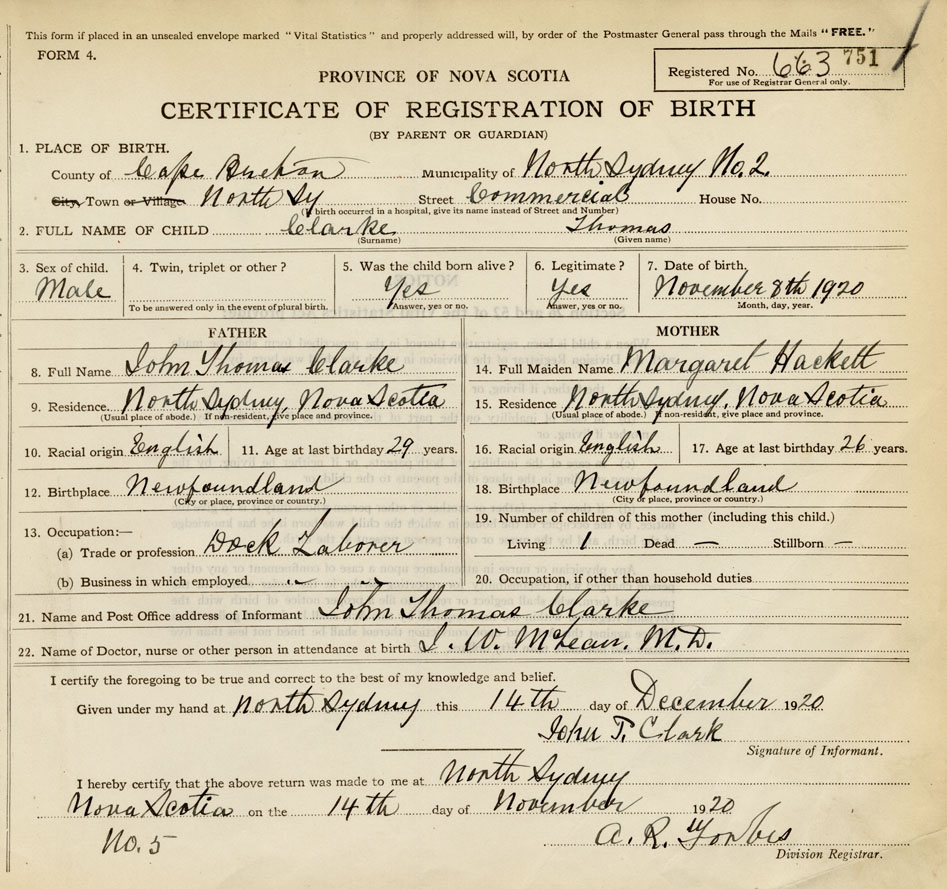 This form if placed in an unsealed envelope marked "Vital Statistics" and properly addressed will, by order of the Postmaster General pass through the Mails "FREE."
FORM 4.
PROVINCE OF NOVA SCOTIA
Registered No. 663 751
For use of Registrar General only.
CERTIFICATE OF REGISTRATION OF BIRTH
(BY PARENT OR GUARDIAN)
1. PLACE OF BIRTH.
County of Cape Breton Municipality of North Sydney No. 2.
City, Town or Village North Sy Street Commercial House No.
(If birth occurred in a hospital, give its name instead of Street and Number)
2. FULL NAME OF CHILD Clarke Thomas
(Surname) (Given name)
3. Sex of child. 4. Twin, triplet or other? 5. Was the child born alive? 6. Legitimate? 7. Date of birth.
Male Yes Yes November 8th 1920
To be answered only in the event of plural birth. Answer, yes or no. Answer, yes or no. Month, day, year.
FATHER MOTHER
8. Full Name John Thomas Clarke 14. Full Maiden Name Margaret Hackett
9. Residence North Sydney, Nova Scotia 15. Residence North Sydney, Nova Scotia
(Usual place of abode.) If non-resident, give place and province. (Usual place of abode.) If non-resident, give place and province.
10. Racial origin English 11. Age at last birthday 29 years. 16. Racial origin English 17. Age at last birthday 26 years.
12. Birthplace Newfoundland 18. Birthplace Newfoundland
(City or place, province or country.) (City or place, province or country.)
13. Occupation:— 19. Number of children of this mother (including this child.)
(a) Trade or profession Dock Laborer Living 1 Dead — Stillborn —
(b) Business in which employed 20. Occupation, if other than household duties
21. Name and Post Office address of Informant John Thomas Clarke
22. Name of Doctor, nurse or other person in attendance at birth J. W. McLean. M.D.
I certify the foregoing to be true and correct to the best of my knowledge and belief.
Given under my hand at North Sydney this 14th day of December 1920
John T. Clark
Signature of Informant.
I hereby certify that the above return was made to me at North Sydney
Nova Scotia on the 14th day of November 1920
No. 5 A. R. Forbes
Division Registrar.